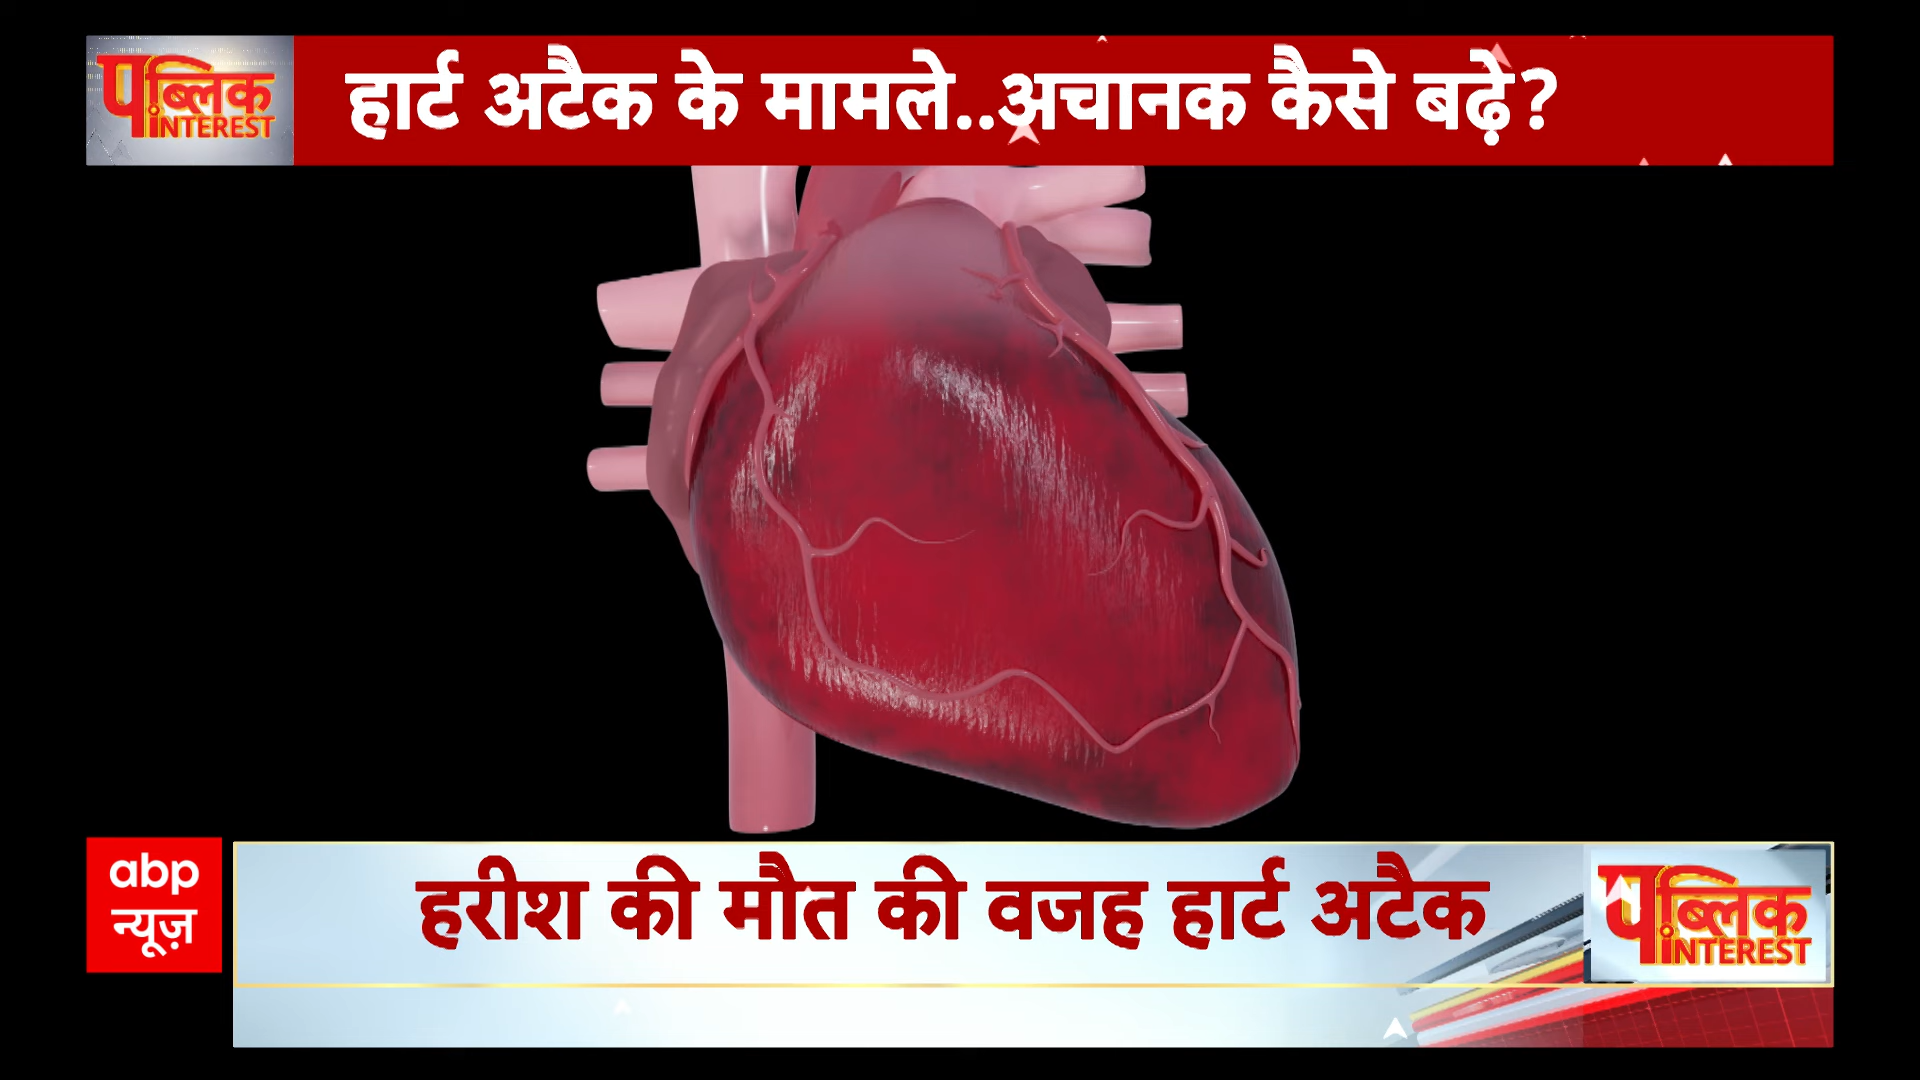 पब्लिक
INTEREST
हार्ट अटैक के मामले..अचानक कैसे बढ़े?
abp
न्यूज़
हरीश की मौत की वजह हार्ट अटैक
पब्लिक
INTEREST